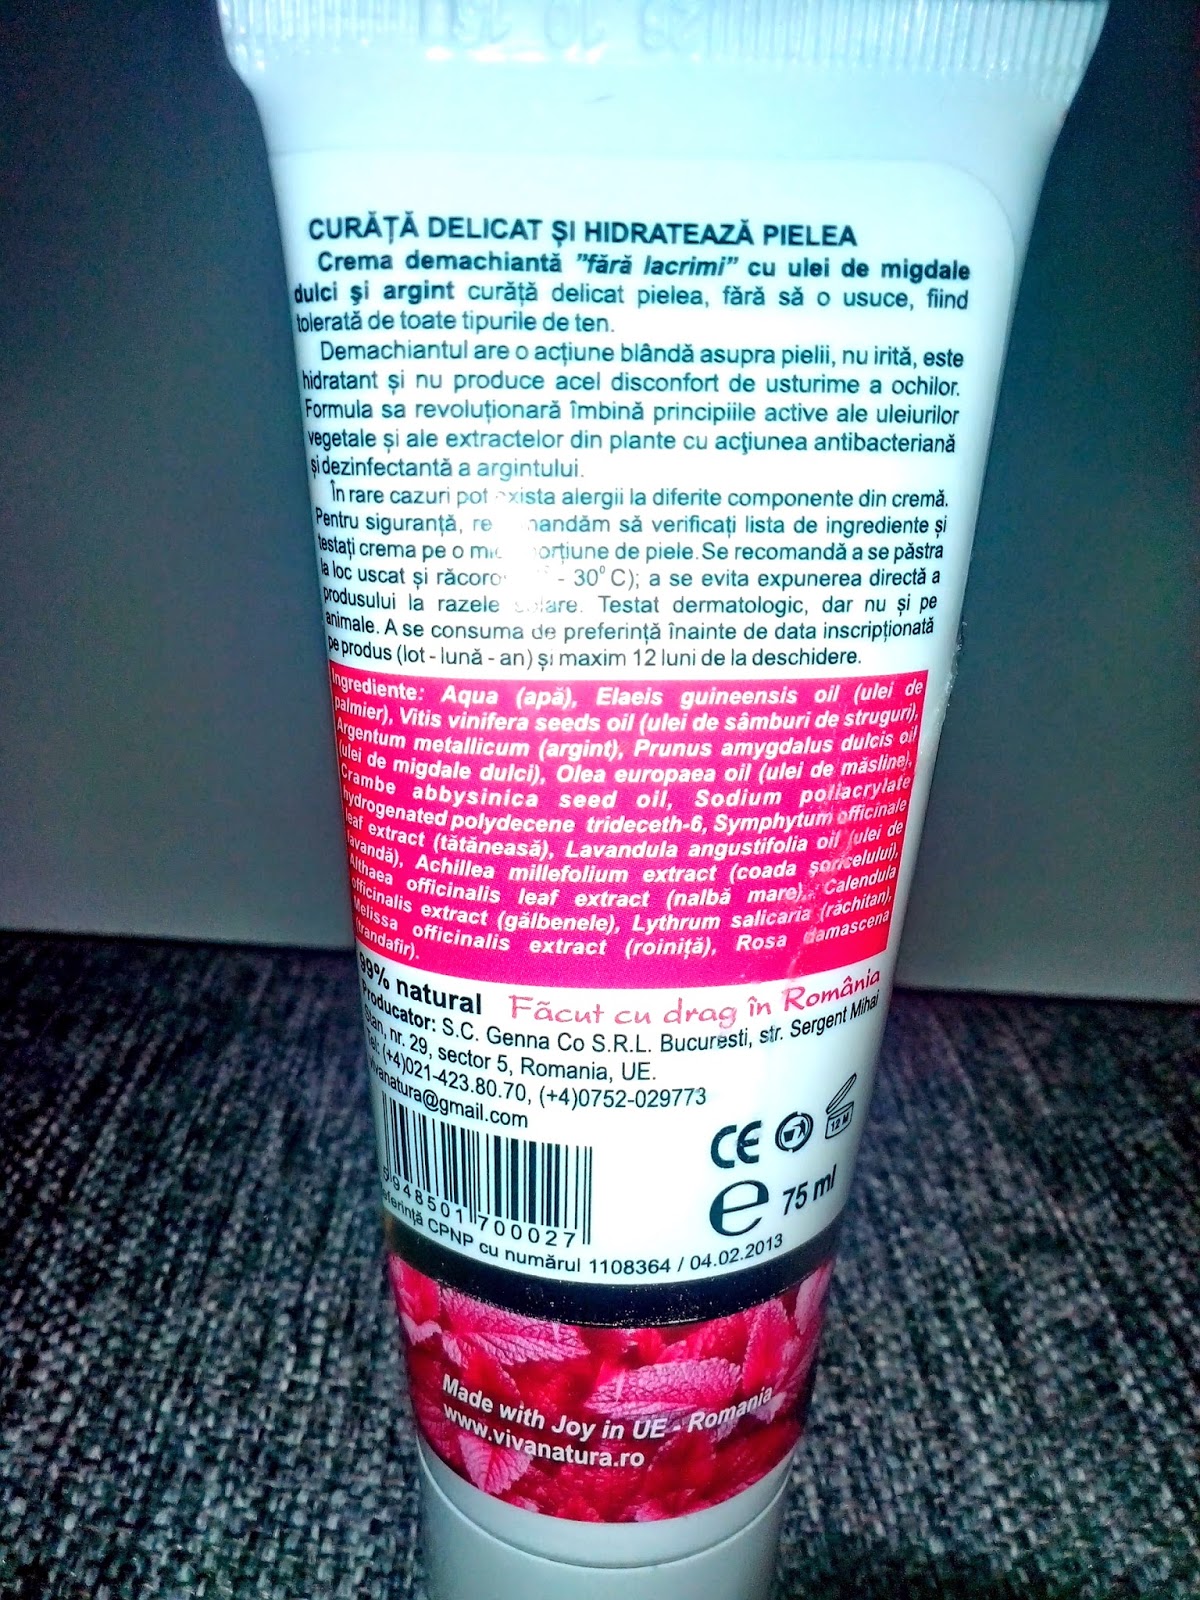 CURĂȚĂ DELICAT ȘI HIDRATEAZĂ PIELEA
Crema demachiantă "fără lacrimi" cu ulei de migdale
dulci și argint curăță delicat pielea, fără să o usuce, fiind
tolerată de toate tipurile de ten.
Demachiantul are o acțiune blândă asupra pielii, nu irită, este
hidratant și nu produce acel disconfort de usturime a ochilor.
Formula sa revoluționară îmbină principiile active ale uleiurilor
vegetale și ale extractelor din plante cu acțiunea antibacteriană
și dezinfectantă a argintului.
În rare cazuri pot exista alergii la diferite componente din cremă.
Pentru siguranță, recomandăm să verificați lista de ingrediente și
testați crema pe o mică porțiune de piele. Se recomandă a se păstra
la loc uscat și - 30⁰ C); a se evita expunerea directă a
produsului la razele solare. Testat dermatologic, dar nu și pe
animale. A se consuma de preferință înainte de data inscripționată
pe produs (lot - lună - an) și maxim 12 luni de la deschidere.
Ingrediente: Aqua (apă), Elaeis guineensis oil (ulei de
palmier), Vitis vinifera seeds oil (ulei de sâmburi de struguri),
Argentum metallicum (argint), Prunus amygdalus dulcis oil
(ulei de migdale dulci), Olea europaea oil (ulei de măsline),
Crambe abbysinica seed oil, Sodium poliacrylate
hydrogenated polydecene trideceth-6, Symphytum officinale
leaf extract (tătăneasă), Lavandula angustifolia oil (ulei de
lavandă), Achillea millefolium extract (coada șoricelului),
Althaea officinalis leaf extract (nalbă mare), Calendula
officinalis extract (gălbenele), Lythrum salicaria (răchitan),
Melissa officinalis extract (roiniță), Rosa damascena
(trandafir).
99% natural Făcut cu drag în România
Producator: S.C. Genna Co S.R.L. Bucuresti, str. Sergent Mihai
Stan, nr. 29, sector 5, Romania, UE.
Tel: (+4)021-423.80.70, (+4)0752-029773
vivanatura@gmail.com
CE 12 M
e 75 ml
5948501700027
CPNP cu numărul 1108364 / 04.02.2013
Made with Joy in UE - Romania
www.vivanatura.ro